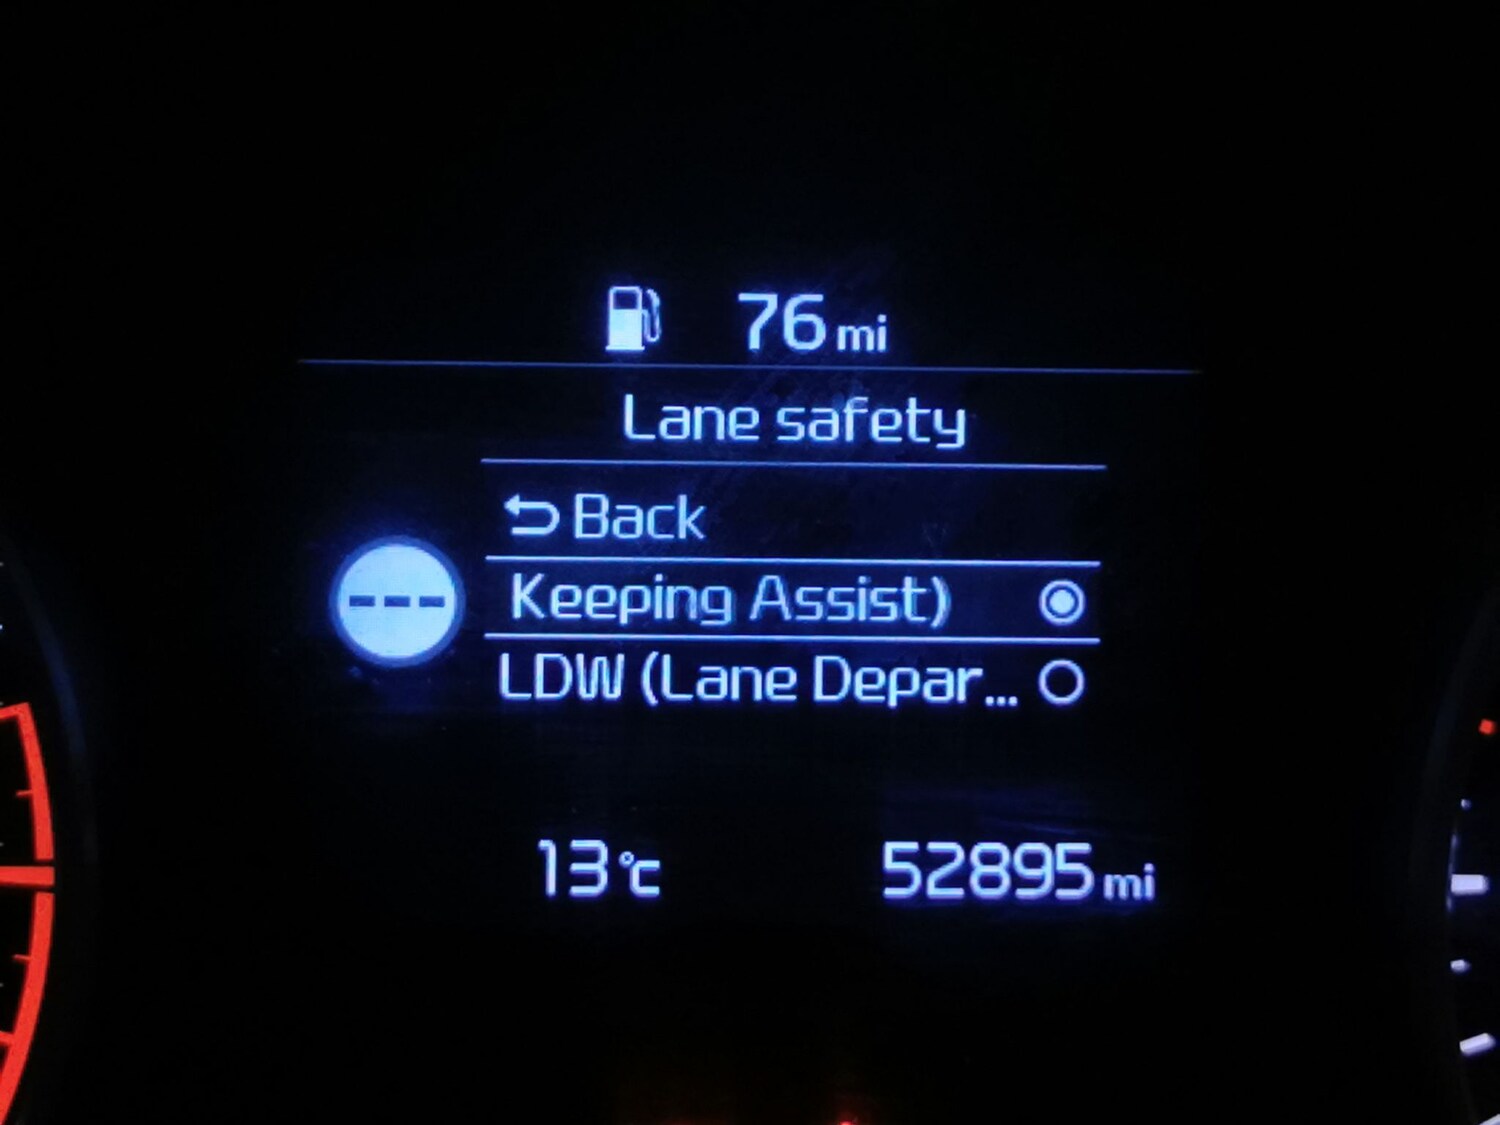 76 mi
Lane safety
Back
Keeping Assist)
LDW (Lane Depar...
---
13°C
52895 mi